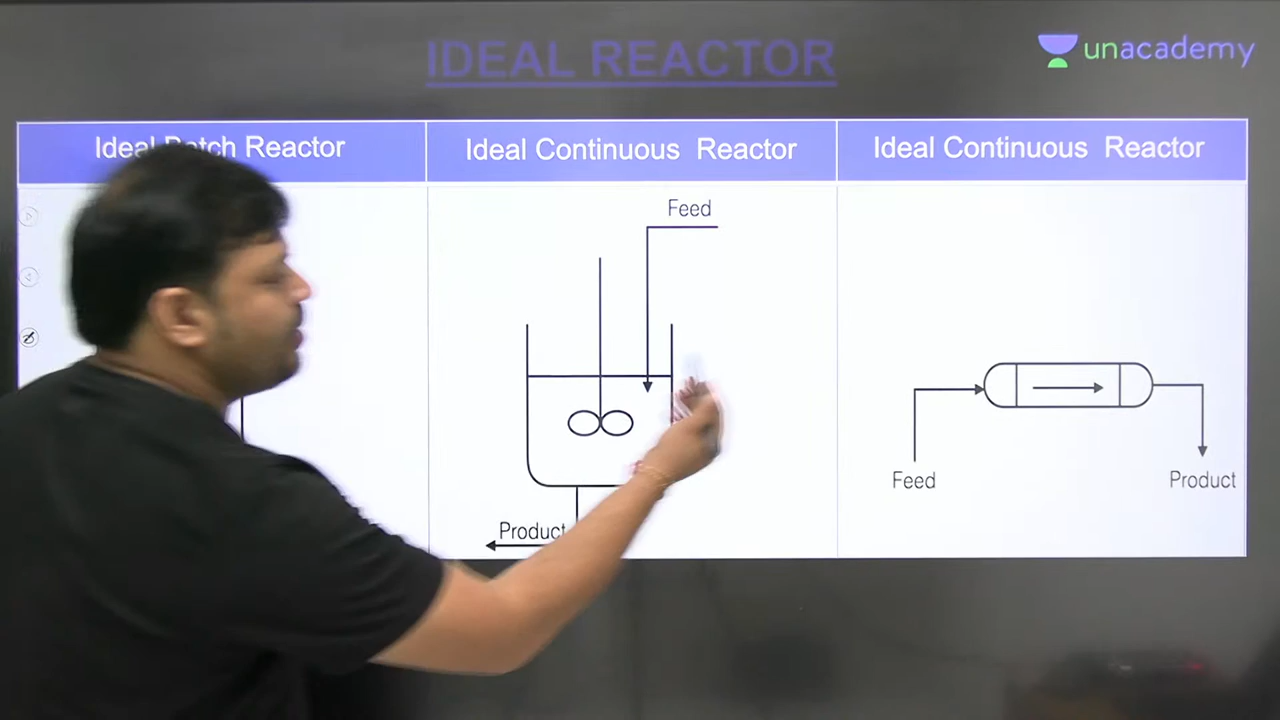 IDEAL REACTOR
unacademy
Ideal Batch Reactor
Ideal Continuous Reactor
Ideal Continuous Reactor
Feed
Product
Feed
Product